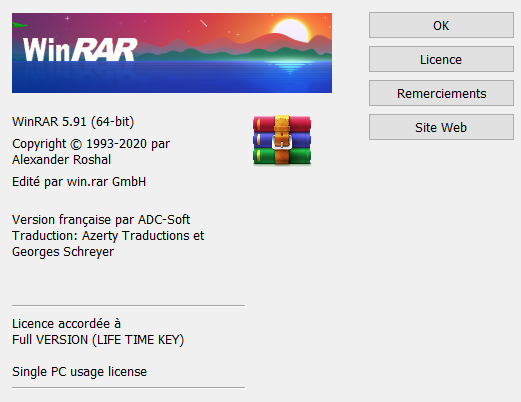 WinRAR
OK
Licence
Remerciements
Site Web
WinRAR 5.91 (64-bit)
Copyright © 1993-2020 par
Alexander Roshal
Edité par win.rar GmbH
Version française par ADC-Soft
Traduction: Azerty Traductions et
Georges Schreyer
Licence accordée à
Full VERSION (LIFE TIME KEY)
Single PC usage license